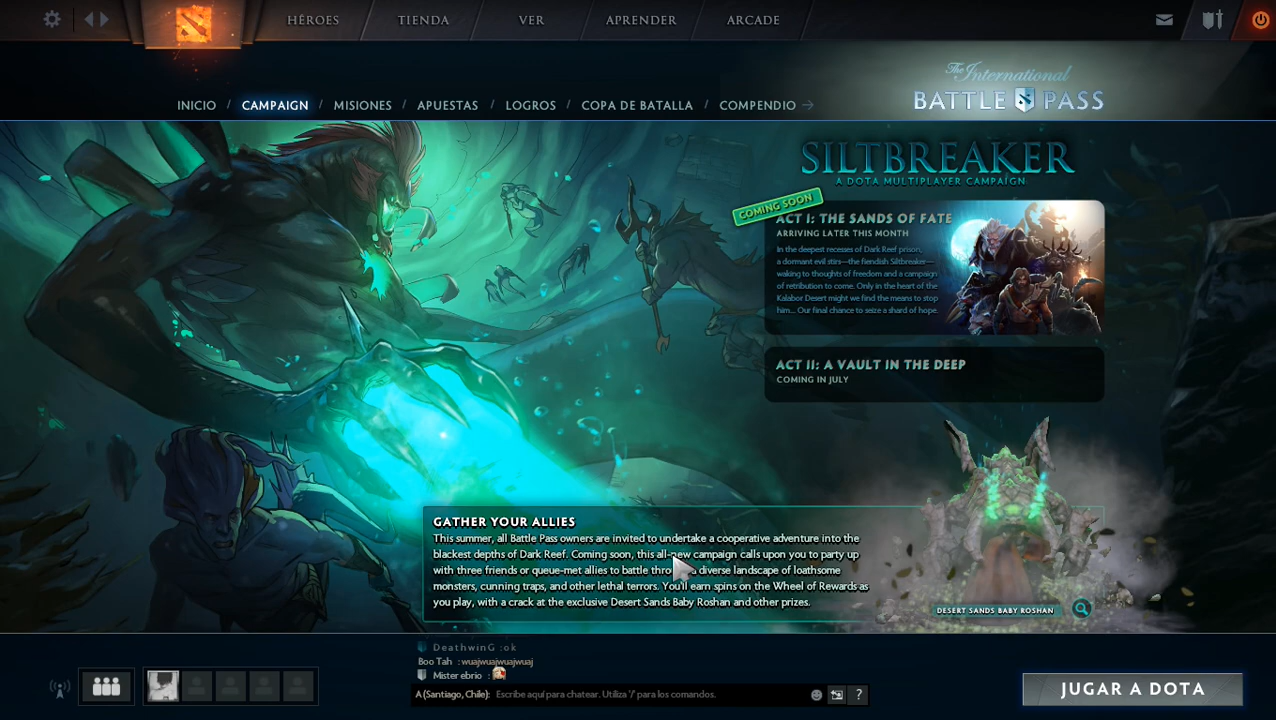 HÉROES TIENDA VER APRENDER ARCADE
The International
BATTLE PASS
INICIO / CAMPAIGN / MISIONES / APUESTAS / LOGROS / COPA DE BATALLA / COMPENDIO
SILTBREAKER
A DOTA MULTIPLAYER CAMPAIGN
COMING SOON
ACT I: THE SANDS OF FATE
ARRIVING LATER THIS MONTH
In the deepest recesses of Dark Reef prison,
a dormant evil stirs—the fiendish Siltbreaker—
waking to thoughts of freedom and a campaign
of retribution to come. Only in the heart of the
Kalabor Desert might we find the means to stop
him... Our final chance to seize a shard of hope.
ACT II: A VAULT IN THE DEEP
COMING IN JULY
GATHER YOUR ALLIES
This summer, all Battle Pass owners are invited to undertake a cooperative adventure into the
blackest depths of Dark Reef. Coming soon, this all-new campaign calls upon you to party up
with three friends or queue-met allies to battle throu a diverse landscape of loathsome
monsters, cunning traps, and other lethal terrors. You'll earn spins on the Wheel of Rewards as
you play, with a crack at the exclusive Desert Sands Baby Roshan and other prizes.
DESERT SANDS BABY ROSHAN
DeathwinG : ok
Boo Tah : wuajwuajwuajwuaj
Mister ebrio :
A (Santiago, Chile): Escribe aquí para chatear. Utiliza '/' para los comandos.
?
JUGAR A DOTA